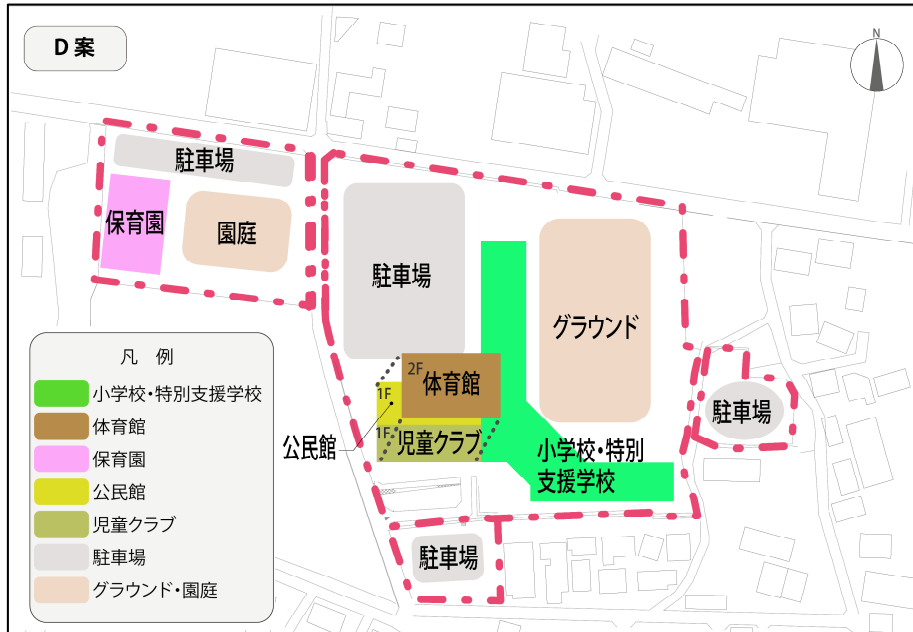 D案
N
駐車場
保育園
園庭
駐車場
グラウンド
2F
体育館
1F
公民館
1F
児童クラブ
小学校・特別
支援学校
駐車場
駐車場
凡 例
小学校・特別支援学校
体育館
保育園
公民館
児童クラブ
駐車場
グラウンド・園庭